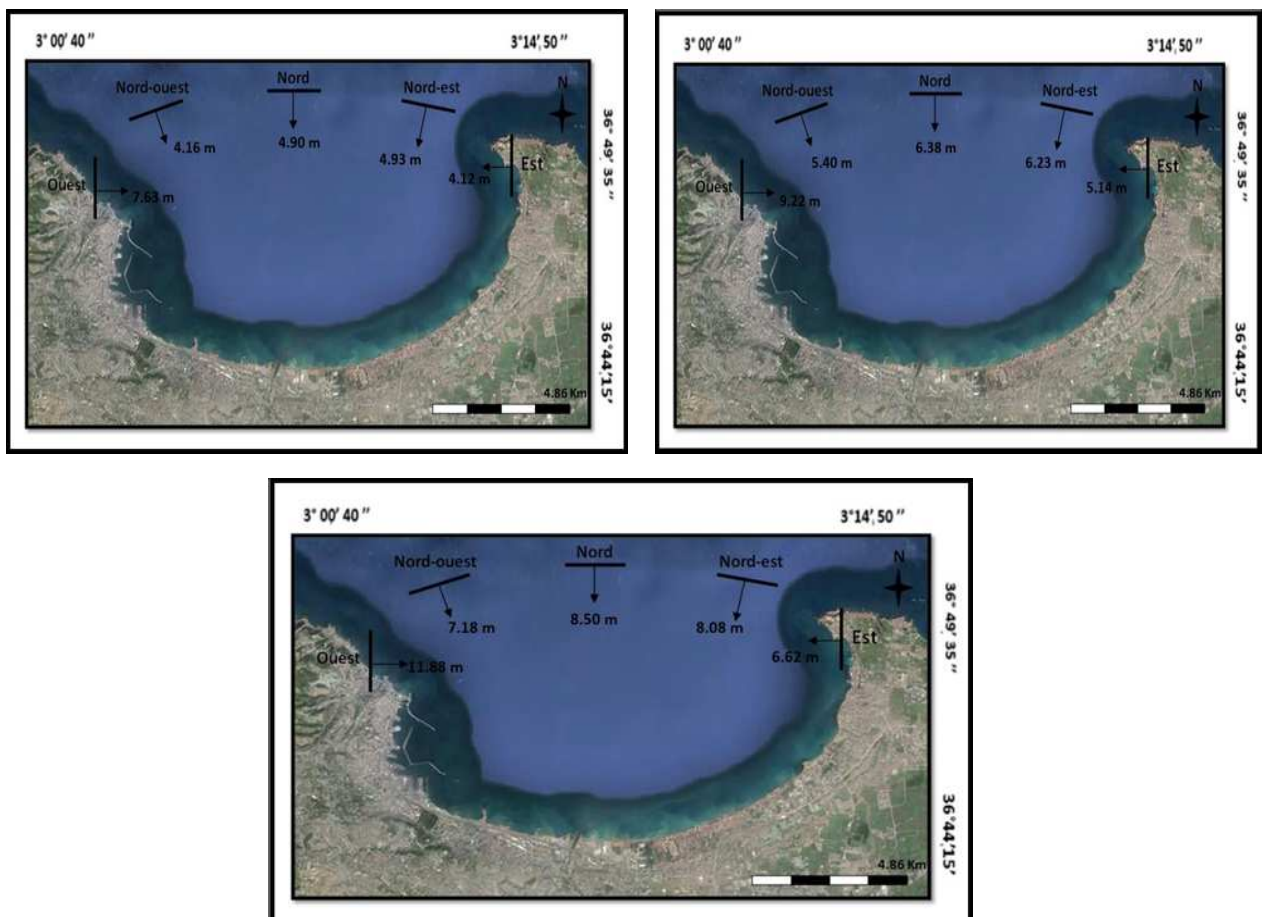 3° 00′ 40 ″ 3°14′, 50 ″
Nord-ouest Nord Nord-est N
4.16 m 4.90 m 4.93 m Est
Ouest 7.63 m 4.12 m
36° 49′ 35 ″
36°44′15′
4.86 Km
3° 00′ 40 ″ 3°14′, 50 ″
Nord-ouest Nord Nord-est N
5.40 m 6.38 m 6.23 m Est
Ouest 9.22 m 5.14 m
36° 49′ 35 ″
36°44′15′
4.86 Km
3° 00′ 40 ″ 3°14′, 50 ″
Nord-ouest Nord Nord-est N
7.18 m 8.50 m 8.08 m Est
Ouest 11.88 m 6.62 m
36° 49′ 35 ″
36°44′15′
4.86 Km